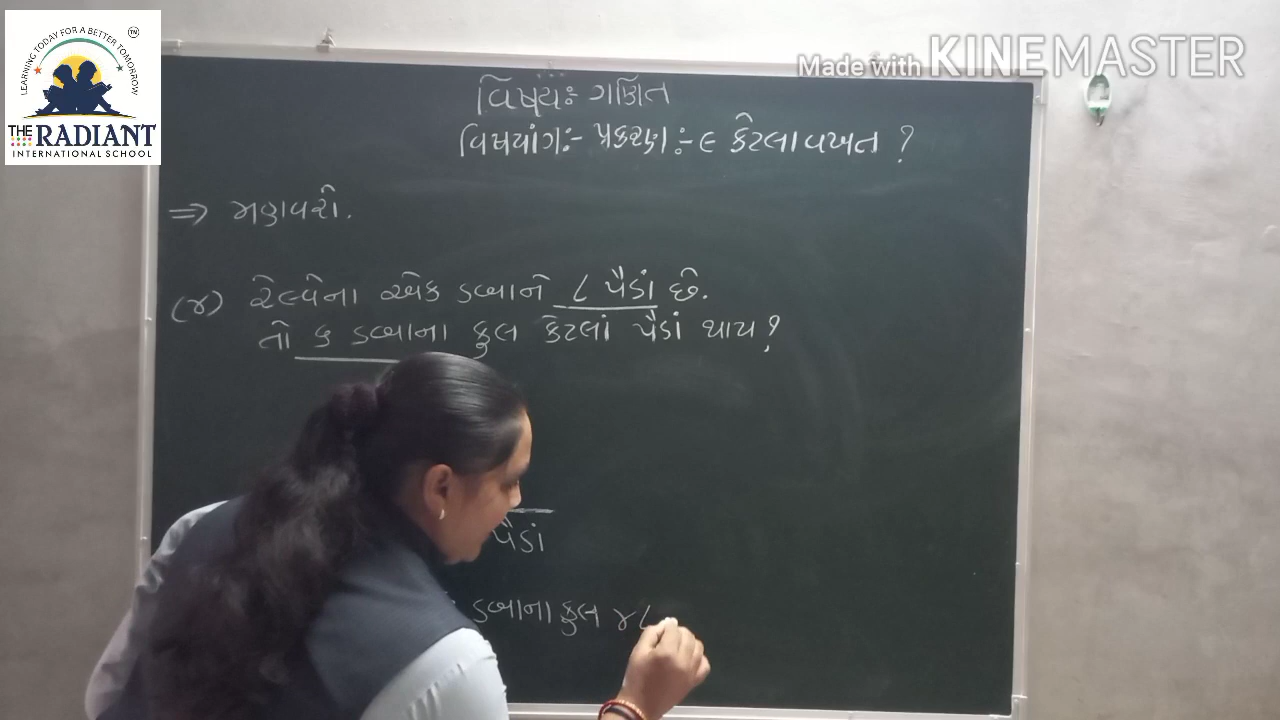 LEARNING TODAY FOR A BETTER TOMORROW
TM
THE RADIANT
INTERNATIONAL SCHOOL
Made with KINEMASTER
વિષયઃ ગણિત
વિષયાંગઃ- પ્રકરણઃ- ૯ કેટલા વખત ?
⇒ મહાવરો.
(૪) રેલ્વેના એક ડબ્બાને ૮ પૈડાં છે.
તો ૬ ડબ્બાના કુલ કેટલાં પૈડાં થાય ?
પૈડાં
ડબ્બાના કુલ ૪૮